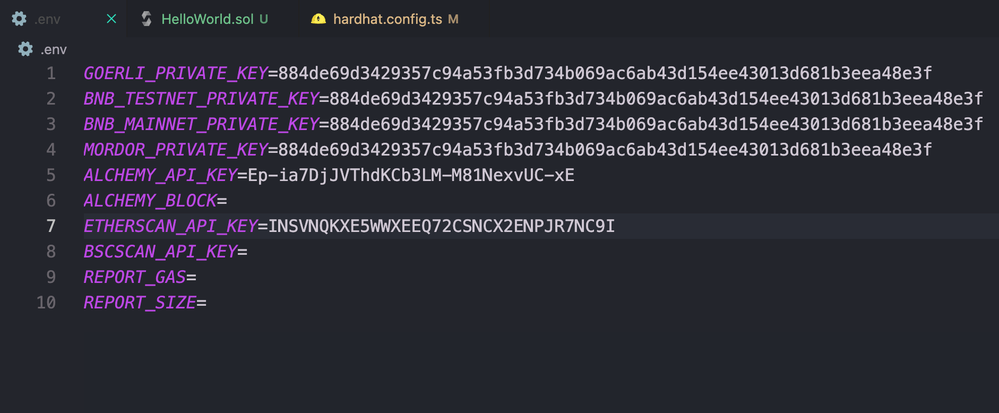 .env
HelloWorld.sol U
hardhat.config.ts M
.env
1 GOERLI_PRIVATE_KEY=884de69d3429357c94a53fb3d734b069ac6ab43d154ee43013d681b3eea48e3f
2 BNB_TESTNET_PRIVATE_KEY=884de69d3429357c94a53fb3d734b069ac6ab43d154ee43013d681b3eea48e3f
3 BNB_MAINNET_PRIVATE_KEY=884de69d3429357c94a53fb3d734b069ac6ab43d154ee43013d681b3eea48e3f
4 MORDOR_PRIVATE_KEY=884de69d3429357c94a53fb3d734b069ac6ab43d154ee43013d681b3eea48e3f
5 ALCHEMY_API_KEY=Ep-ia7DjJVThdKCb3LM-M81NexvUC-xE
6 ALCHEMY_BLOCK=
7 ETHERSCAN_API_KEY=INSVNQKXE5WWXEEQ72CSNCX2ENPJR7NC9I
8 BSCSCAN_API_KEY=
9 REPORT_GAS=
10 REPORT_SIZE=